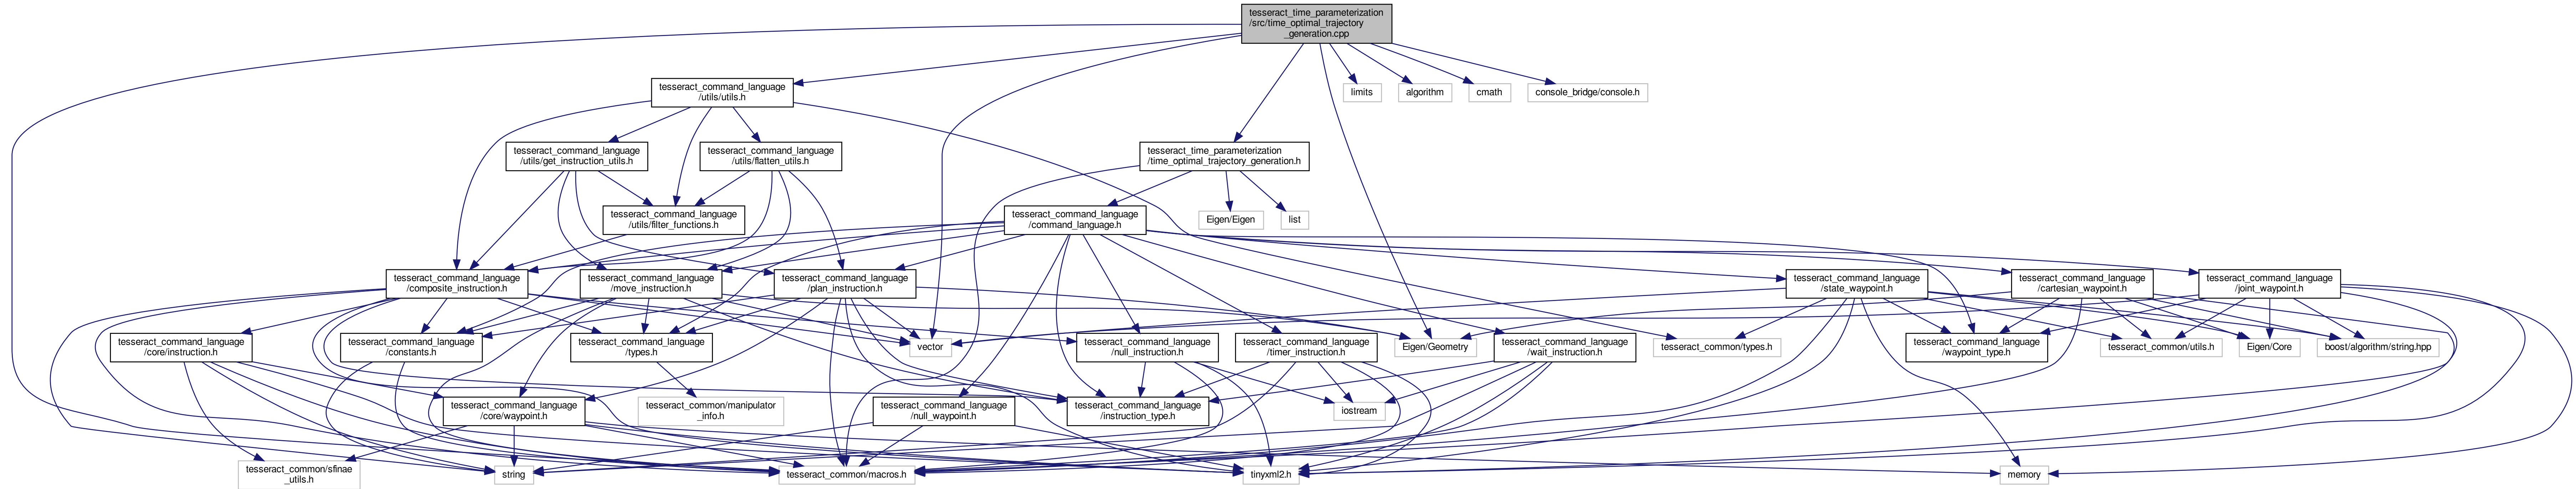 tesseract_time_parameterization
/src/time_optimal_trajectory
_generation.cpp
tesseract_command_language
/utils/utils.h
limits
algorithm
cmath
console_bridge/console.h
tesseract_command_language
/utils/get_instruction_utils.h
tesseract_command_language
/utils/flatten_utils.h
tesseract_time_parameterization
/time_optimal_trajectory_generation.h
tesseract_command_language
/utils/filter_functions.h
tesseract_command_language
/command_language.h
Eigen/Eigen
list
tesseract_command_language
/composite_instruction.h
tesseract_command_language
/move_instruction.h
tesseract_command_language
/plan_instruction.h
tesseract_command_language
/state_waypoint.h
tesseract_command_language
/cartesian_waypoint.h
tesseract_command_language
/joint_waypoint.h
tesseract_command_language
/core/instruction.h
tesseract_command_language
/constants.h
tesseract_command_language
/types.h
vector
tesseract_command_language
/null_instruction.h
tesseract_command_language
/timer_instruction.h
Eigen/Geometry
tesseract_command_language
/wait_instruction.h
tesseract_common/types.h
tesseract_command_language
/waypoint_type.h
tesseract_common/utils.h
Eigen/Core
boost/algorithm/string.hpp
tesseract_command_language
/core/waypoint.h
tesseract_common/manipulator
_info.h
tesseract_command_language
/null_waypoint.h
tesseract_command_language
/instruction_type.h
iostream
tesseract_common/sfinae
_utils.h
string
tesseract_common/macros.h
tinyxml2.h
memory